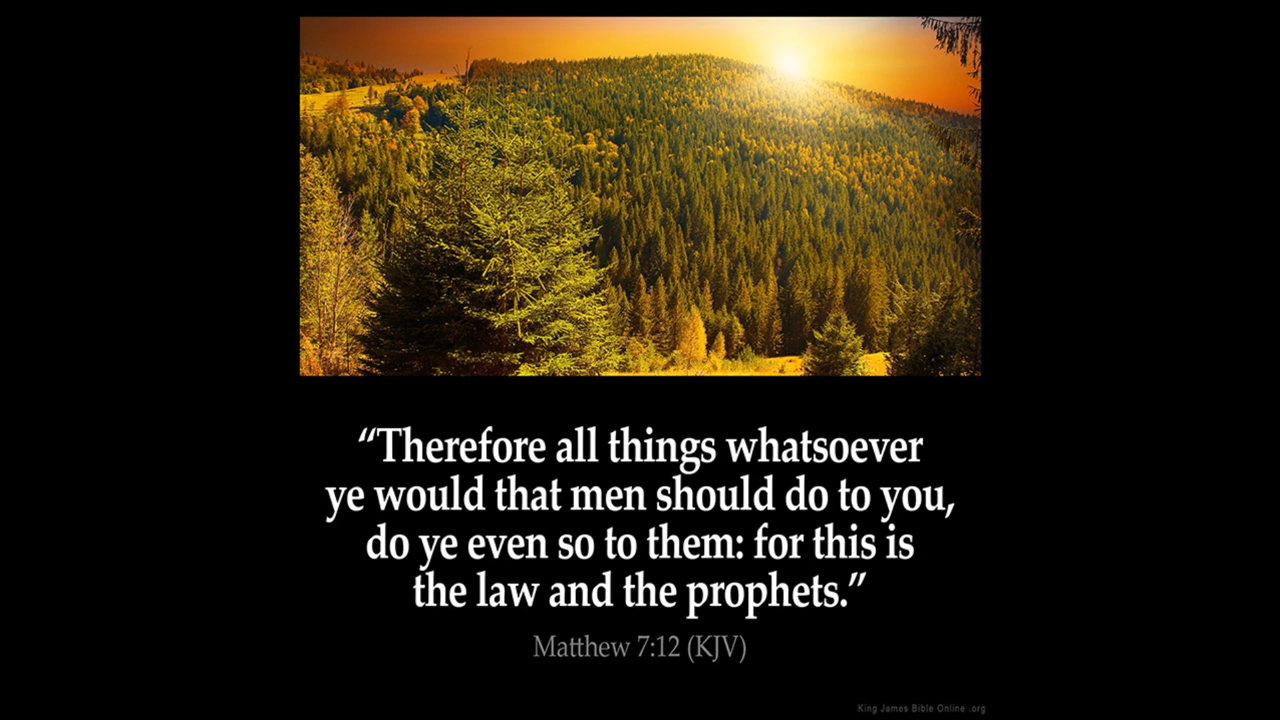 “Therefore all things whatsoever
ye would that men should do to you,
do ye even so to them: for this is
the law and the prophets.”
Matthew 7:12 (KJV)
King James Bible Online .org